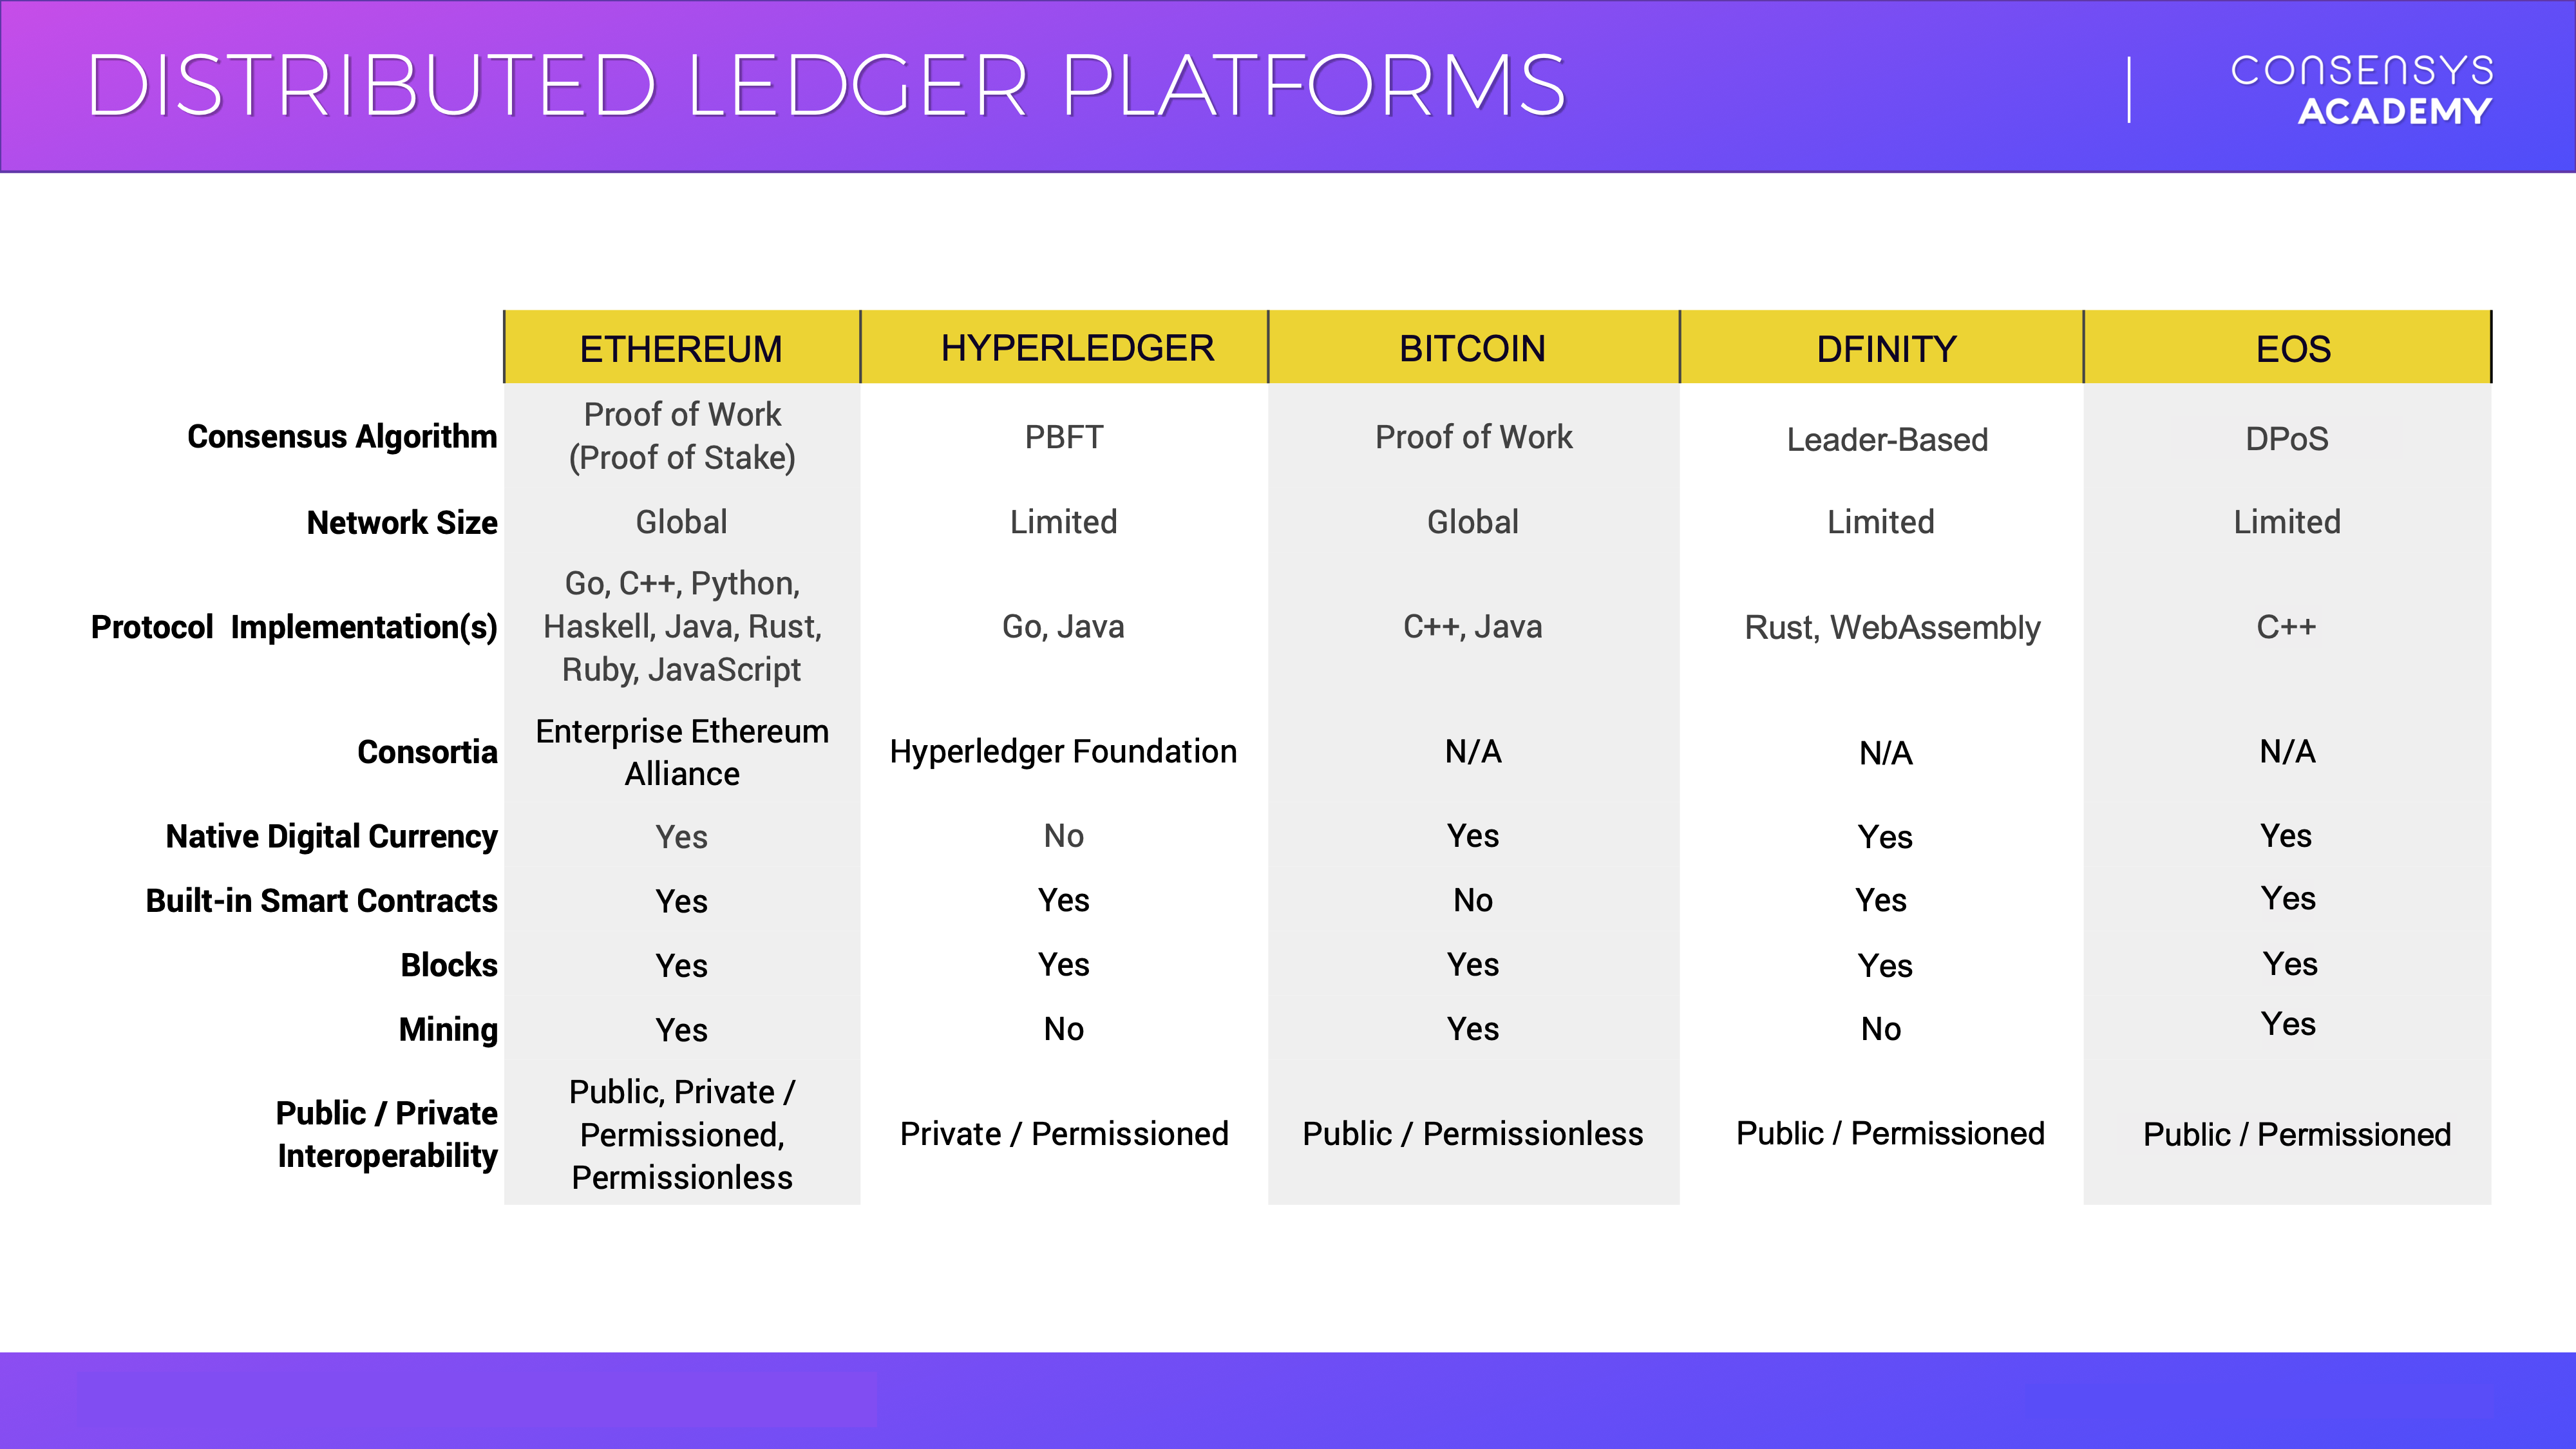 DISTRIBUTED LEDGER PLATFORMS
CONSENSYS
ACADEMY
ETHEREUM HYPERLEDGER BITCOIN DFINITY EOS
Consensus Algorithm
Proof of Work
(Proof of Stake)
PBFT
Proof of Work
Leader-Based
DPoS
Network Size Global Limited Global Limited Limited
Protocol Implementation(s)
Go, C++, Python,
Haskell, Java, Rust,
Ruby, JavaScript
Go, Java
C++, Java
Rust, WebAssembly
C++
Consortia
Enterprise Ethereum
Alliance
Hyperledger Foundation
N/A
N/A
N/A
Native Digital Currency Yes No Yes Yes Yes
Built-in Smart Contracts Yes Yes No Yes Yes
Blocks Yes Yes Yes Yes Yes
Mining Yes No Yes No Yes
Public / Private
Interoperability
Public, Private /
Permissioned,
Permissionless
Private / Permissioned
Public / Permissionless
Public / Permissioned
Public / Permissioned